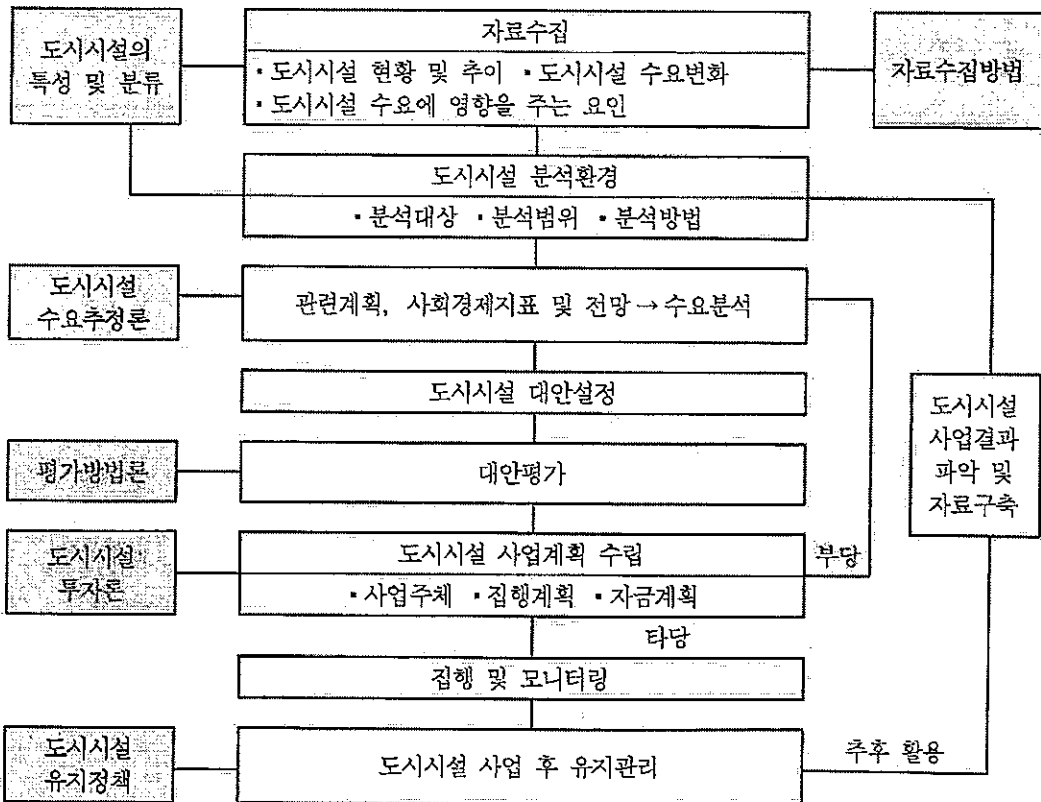 도시시설의
특성 및 분류
자료수집
▪ 도시시설 현황 및 추이 ▪ 도시시설 수요변화
▪ 도시시설 수요에 영향을 주는 요인
자료수집방법
도시시설 분석환경
▪ 분석대상 ▪ 분석범위 ▪ 분석방법
도시시설
수요추정론
관련계획, 사회경제지표 및 전망 → 수요분석
도시시설 대안설정
도시시설
사업결과
파악 및
자료구축
평가방법론
대안평가
도시시설
투자론
도시시설 사업계획 수립
▪ 사업주체 ▪ 집행계획 ▪ 자금계획
부당
타당
집행 및 모니터링
도시시설
유지정책
도시시설 사업 후 유지관리
추후 활용